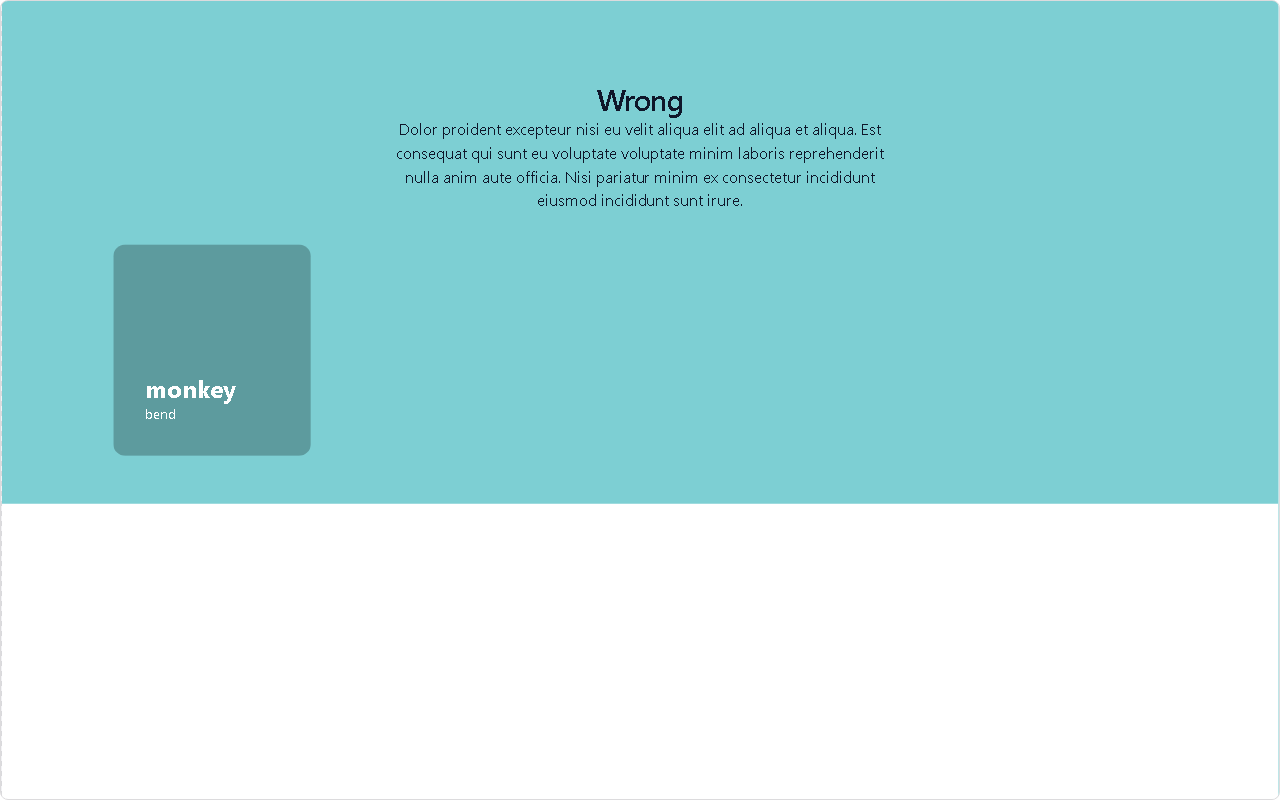 Wrong
Dolor proident excepteur nisi eu velit aliqua elit ad aliqua et aliqua. Est
consequat qui sunt eu voluptate voluptate minim laboris reprehenderit
nulla anim aute officia. Nisi pariatur minim ex consectetur incididunt
eiusmod incididunt sunt irure.
monkey
bend